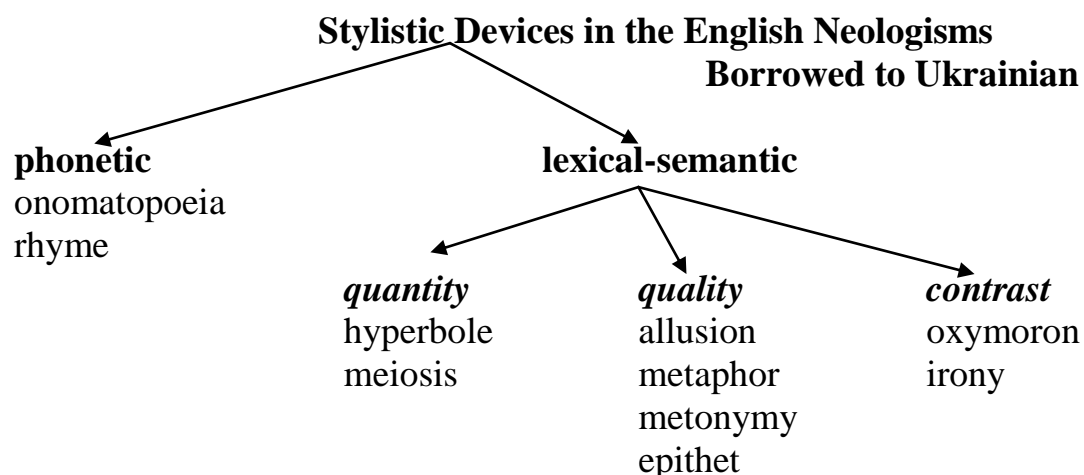 Stylistic Devices in the English Neologisms
Borrowed to Ukrainian
phonetic
onomatopoeia
rhyme
lexical-semantic
quantity
hyperbole
meiosis
quality
allusion
metaphor
metonymy
epithet
contrast
oxymoron
irony